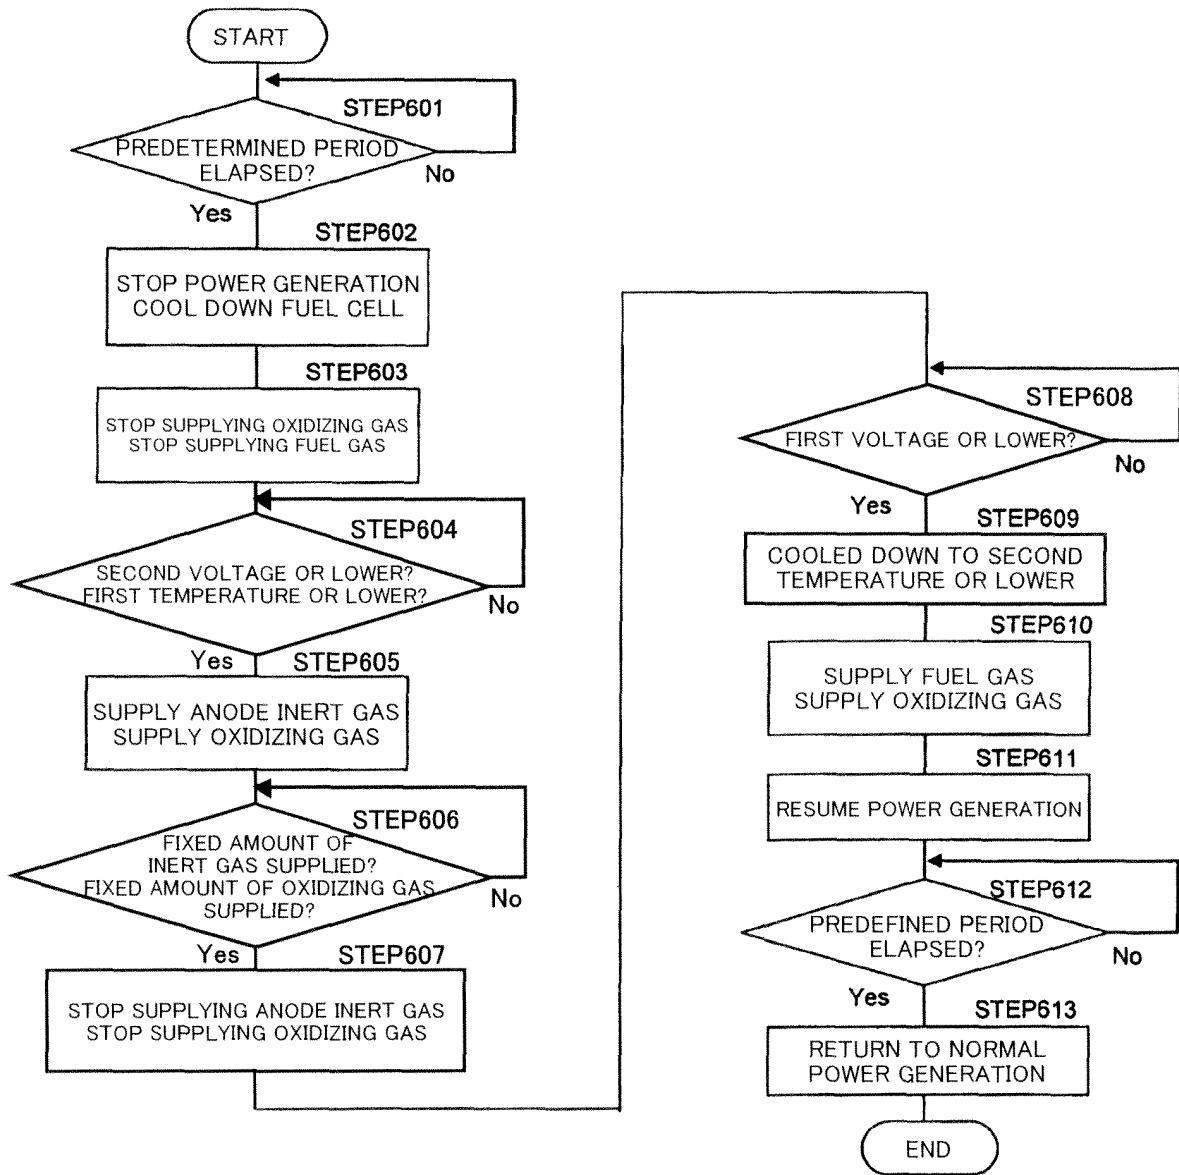 START
STEP601
PREDETERMINED PERIOD
ELAPSED?
No
Yes
STEP602
STOP POWER GENERATION
COOL DOWN FUEL CELL
STEP603
STOP SUPPLYING OXIDIZING GAS
STOP SUPPLYING FUEL GAS
STEP604
SECOND VOLTAGE OR LOWER?
FIRST TEMPERATURE OR LOWER?
No
Yes
STEP605
SUPPLY ANODE INERT GAS
SUPPLY OXIDIZING GAS
STEP606
FIXED AMOUNT OF
INERT GAS SUPPLIED?
FIXED AMOUNT OF OXIDIZING GAS
SUPPLIED?
No
Yes
STEP607
STOP SUPPLYING ANODE INERT GAS
STOP SUPPLYING OXIDIZING GAS
STEP608
FIRST VOLTAGE OR LOWER?
No
Yes
STEP609
COOLED DOWN TO SECOND
TEMPERATURE OR LOWER
STEP610
SUPPLY FUEL GAS
SUPPLY OXIDIZING GAS
STEP611
RESUME POWER GENERATION
STEP612
PREDEFINED PERIOD
ELAPSED?
No
Yes
STEP613
RETURN TO NORMAL
POWER GENERATION
END